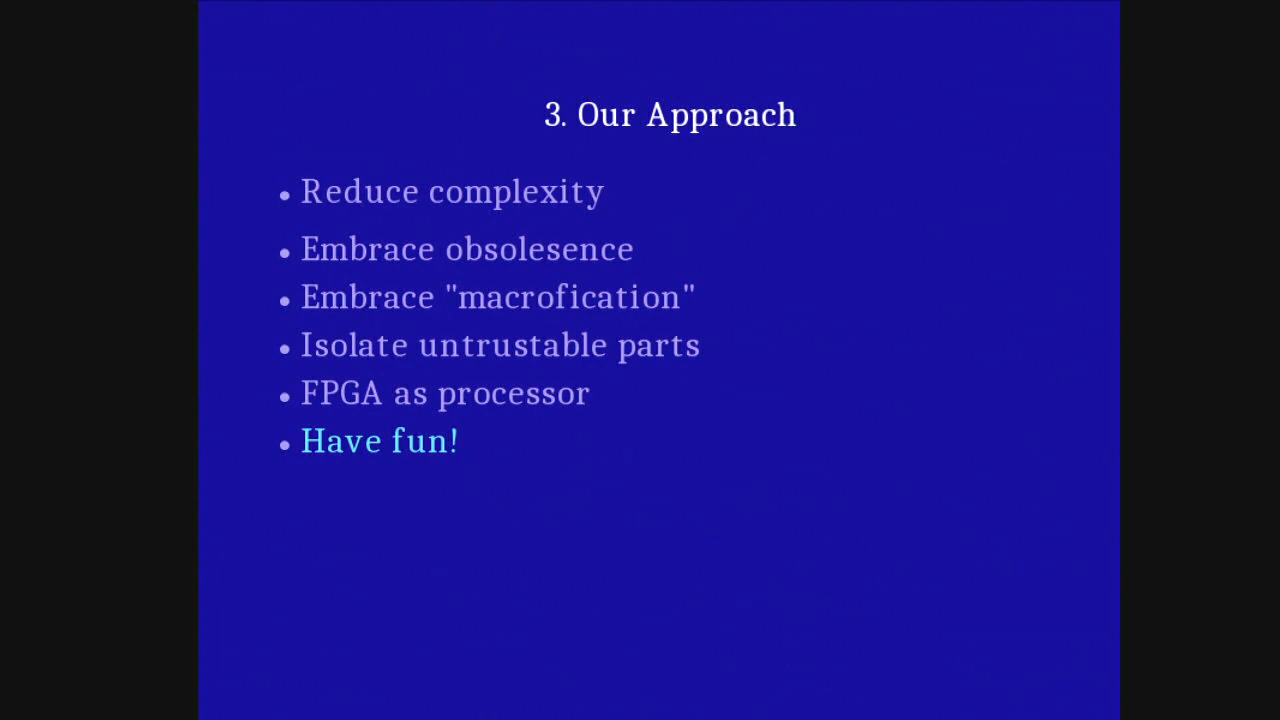 3. Our Approach
• Reduce complexity
• Embrace obsolesence
• Embrace "macrofication"
• Isolate untrustable parts
• FPGA as processor
• Have fun!